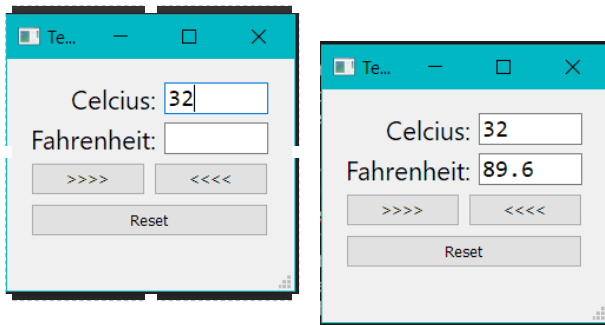 Te...
Celcius: 32
Fahrenheit:
>>>> <<<<
Reset
Te...
Celcius: 32
Fahrenheit: 89.6
>>>> <<<<
Reset